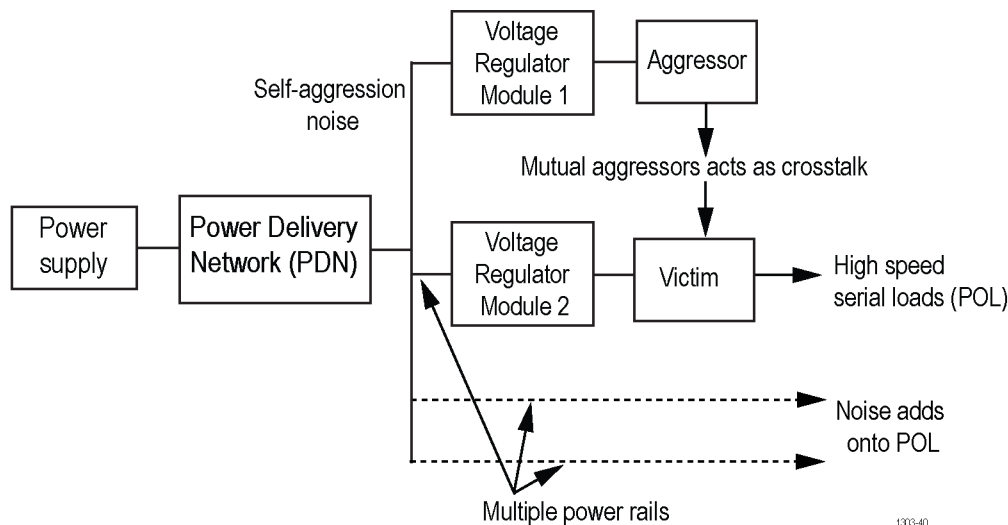 Voltage
Regulator
Module 1
Aggressor
Self-aggression
noise
Mutual aggressors acts as crosstalk
Power
supply
Power Delivery
Network (PDN)
Voltage
Regulator
Module 2
Victim
High speed
serial loads (POL)
Noise adds
onto POL
Multiple power rails
1303-40